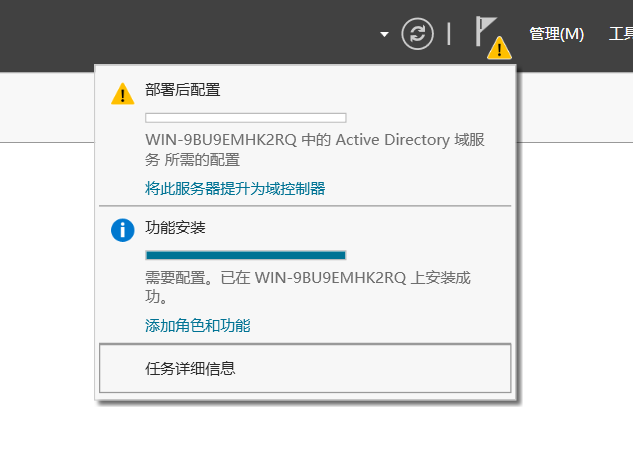 管理(M) 工具
部署后配置
WIN-9BU9EMHK2RQ 中的 Active Directory 域服
务 所需的配置
将此服务器提升为域控制器
功能安装
需要配置。已在 WIN-9BU9EMHK2RQ 上安装成
功。
添加角色和功能
任务详细信息